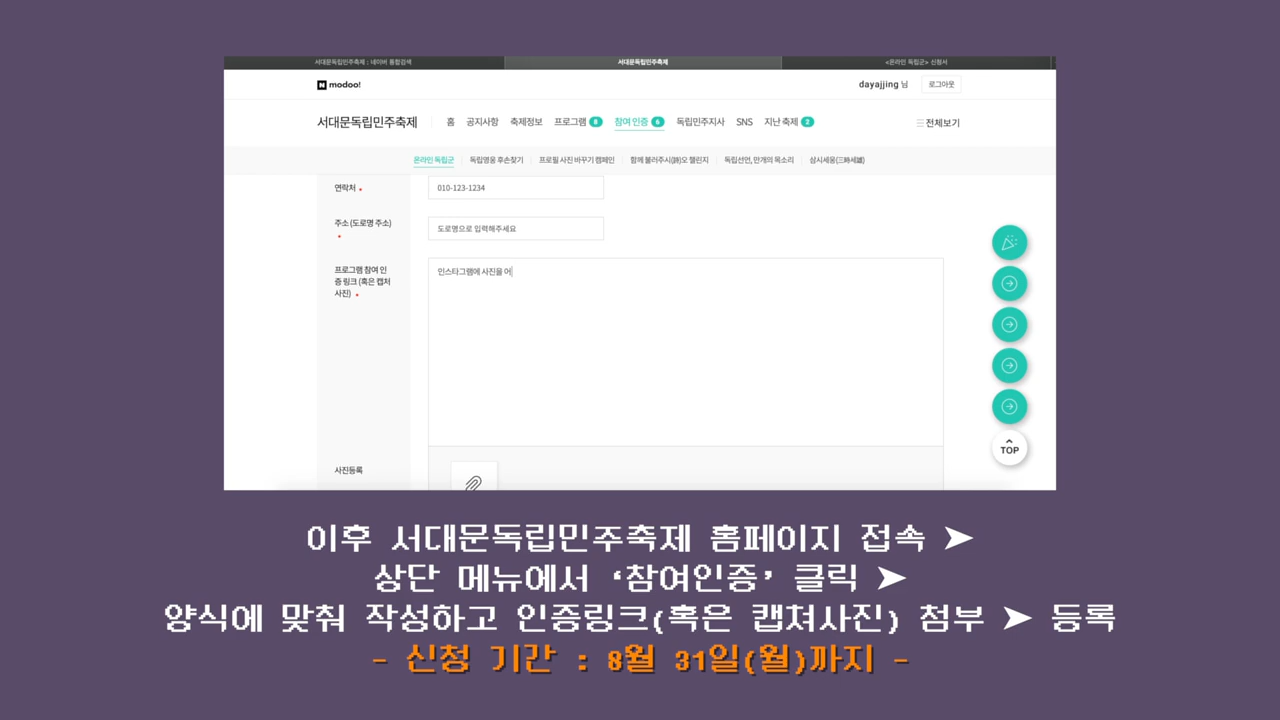 서대문독립민주축제 : 네이버 통합검색
서대문독립민주축제
<온라인 독립군> 신청서
modoo!
dayajjing 님
로그아웃
서대문독립민주축제
홈 공지사항 축제정보 프로그램 8 참여 인증 6 독립민주지사 SNS 지난 축제 2
전체보기
온라인 독립군 독립영웅 후손찾기 프로필 사진 바꾸기 캠페인 함께 불러주시(詩)오 챌린지 독립선언, 만개의 목소리 삼시세웅(三時세雄)
연락처
010-123-1234
주소 (도로명 주소)
도로명으로 입력해주세요
프로그램 참여 인
증 링크 (혹은 캡처
사진)
인스타그램에 사진을 어
사진등록
TOP
이후 서대문독립민주축제 홈페이지 접속 ➤
상단 메뉴에서 ‘참여인증’ 클릭 ➤
양식에 맞춰 작성하고 인증링크(혹은 캡쳐사진) 첨부 ➤ 등록
- 신청 기간 : 8월 31일(월)까지 -